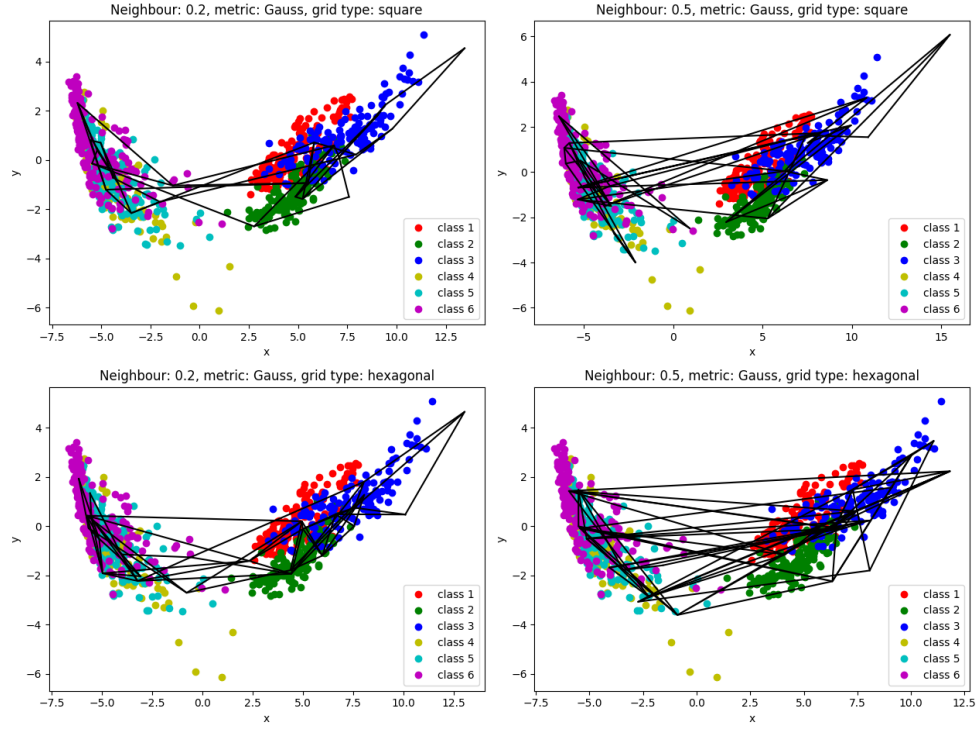 Neighbour: 0.2, metric: Gauss, grid type: square
y
4
2
0
−2
−4
−6
−7.5 −5.0 −2.5 0.0 2.5 5.0 7.5 10.0 12.5
x
class 1
class 2
class 3
class 4
class 5
class 6
Neighbour: 0.5, metric: Gauss, grid type: square
y
6
4
2
0
−2
−4
−6
−5 0 5 10 15
x
class 1
class 2
class 3
class 4
class 5
class 6
Neighbour: 0.2, metric: Gauss, grid type: hexagonal
y
4
2
0
−2
−4
−6
−7.5 −5.0 −2.5 0.0 2.5 5.0 7.5 10.0 12.5
x
class 1
class 2
class 3
class 4
class 5
class 6
Neighbour: 0.5, metric: Gauss, grid type: hexagonal
y
4
2
0
−2
−4
−6
−7.5 −5.0 −2.5 0.0 2.5 5.0 7.5 10.0 12.5
x
class 1
class 2
class 3
class 4
class 5
class 6